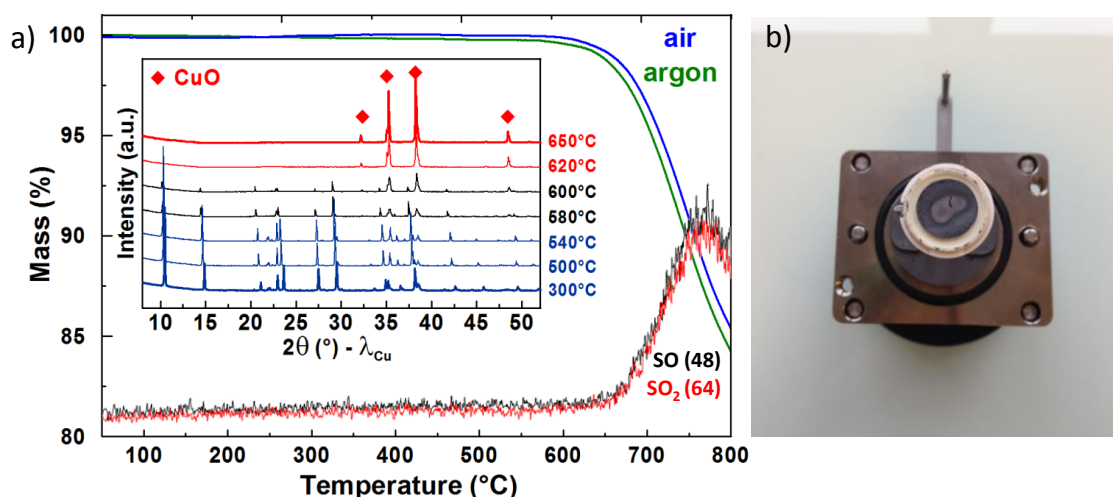 a)
b)
Mass (%)
100
95
90
85
80
air
argon
CuO
Intensity (a.u.)
650°C
620°C
600°C
580°C
540°C
500°C
300°C
10 15 20 25 30 35 40 45 50
2θ (°) - λCu
SO (48)
SO2 (64)
100 200 300 400 500 600 700 800
Temperature (°C)